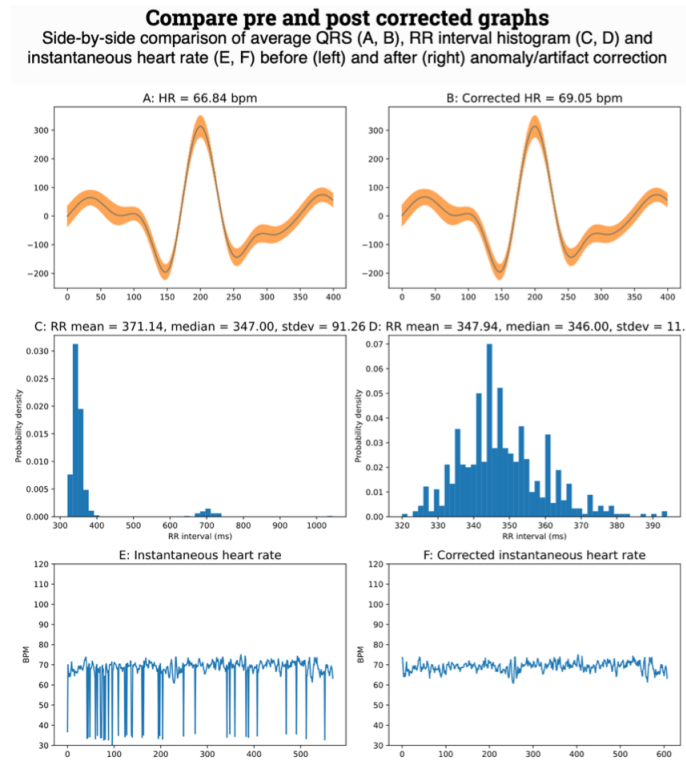 Compare pre and post corrected graphs
Side-by-side comparison of average QRS (A, B), RR interval histogram (C, D) and
instantaneous heart rate (E, F) before (left) and after (right) anomaly/artifact correction
A: HR = 66.84 bpm
300
200
100
0
−100
−200
0 50 100 150 200 250 300 350 400
B: Corrected HR = 69.05 bpm
300
200
100
0
−100
−200
0 50 100 150 200 250 300 350 400
C: RR mean = 371.14, median = 347.00, stdev = 91.26
Probability density
0.030
0.025
0.020
0.015
0.010
0.005
0.000
300 400 500 600 700 800 900 1000
RR interval (ms)
D: RR mean = 347.94, median = 346.00, stdev = 11.
Probability density
0.07
0.06
0.05
0.04
0.03
0.02
0.01
0.00
320 330 340 350 360 370 380 390
RR interval (ms)
E: Instantaneous heart rate
BPM
120
110
100
90
80
70
60
50
40
30
0 100 200 300 400 500
F: Corrected instantaneous heart rate
BPM
120
110
100
90
80
70
60
50
40
30
0 100 200 300 400 500 600